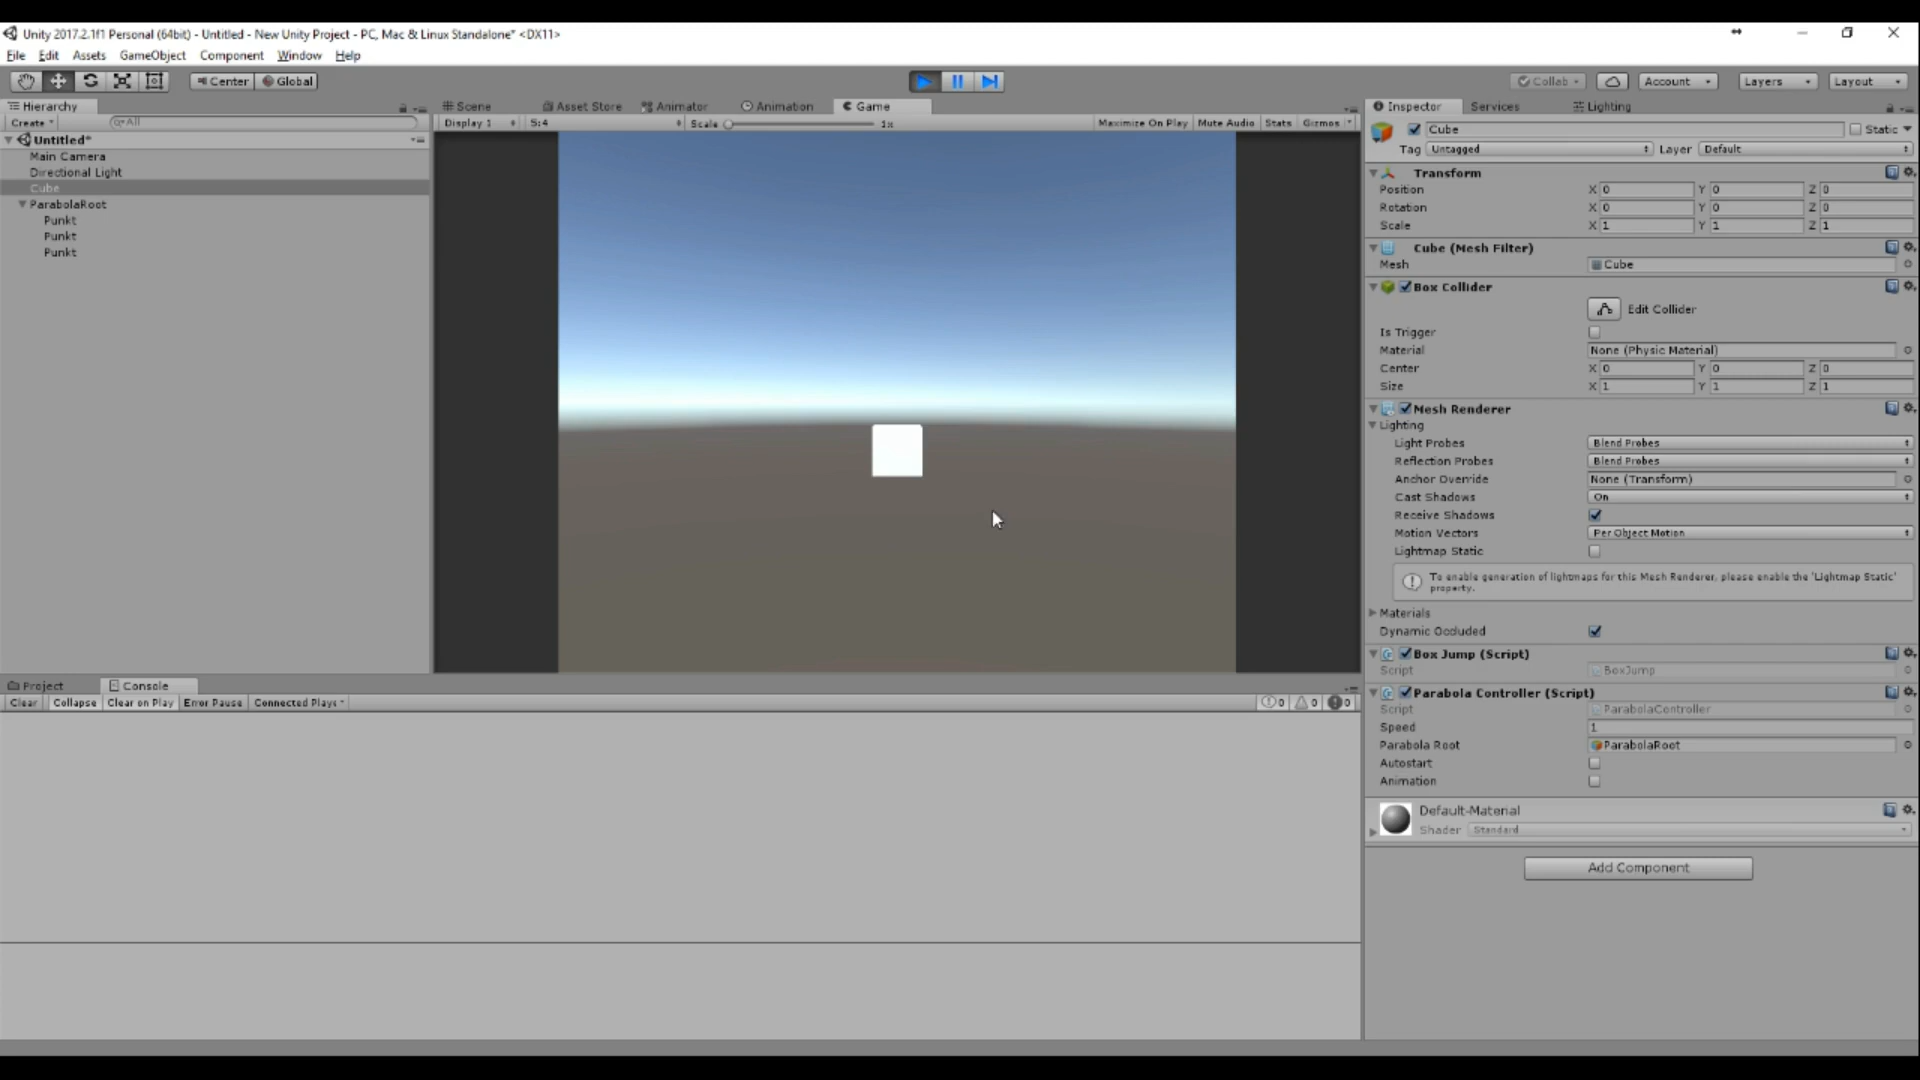 Unity 2017.2.1f1 Personal (64bit) - Untitled - New Unity Project - PC, Mac & Linux Standalone* <DX11>
File Edit Assets GameObject Component Window Help
Center Global
Collab Account Layers Layout
Hierarchy
Create All
Untitled*
Main Camera
Directional Light
Cube
ParabolaRoot
Punkt
Punkt
Punkt
Scene Asset Store Animator Animation Game
Display 1 5:4 Scale 1x Maximize On Play Mute Audio Stats Gizmos
Inspector Services Lighting
Cube Static
Tag Untagged Layer Default
Transform
Position X 0 Y 0 Z 0
Rotation X 0 Y 0 Z 0
Scale X 1 Y 1 Z 1
Cube (Mesh Filter)
Mesh Cube
Box Collider
Edit Collider
Is Trigger
Material None (Physic Material)
Center X 0 Y 0 Z 0
Size X 1 Y 1 Z 1
Mesh Renderer
Lighting
Light Probes Blend Probes
Reflection Probes Blend Probes
Anchor Override None (Transform)
Cast Shadows On
Receive Shadows
Motion Vectors Per Object Motion
Lightmap Static
To enable generation of lightmaps for this Mesh Renderer, please enable the 'Lightmap Static'
property.
Materials
Dynamic Occluded
Box Jump (Script)
Script BoxJump
Parabola Controller (Script)
Script ParabolaController
Speed 1
Parabola Root ParabolaRoot
Autostart
Animation
Default-Material
Shader Standard
Add Component
Project Console
Clear Collapse Clear on Play Error Pause Connected Playe 0 0 0